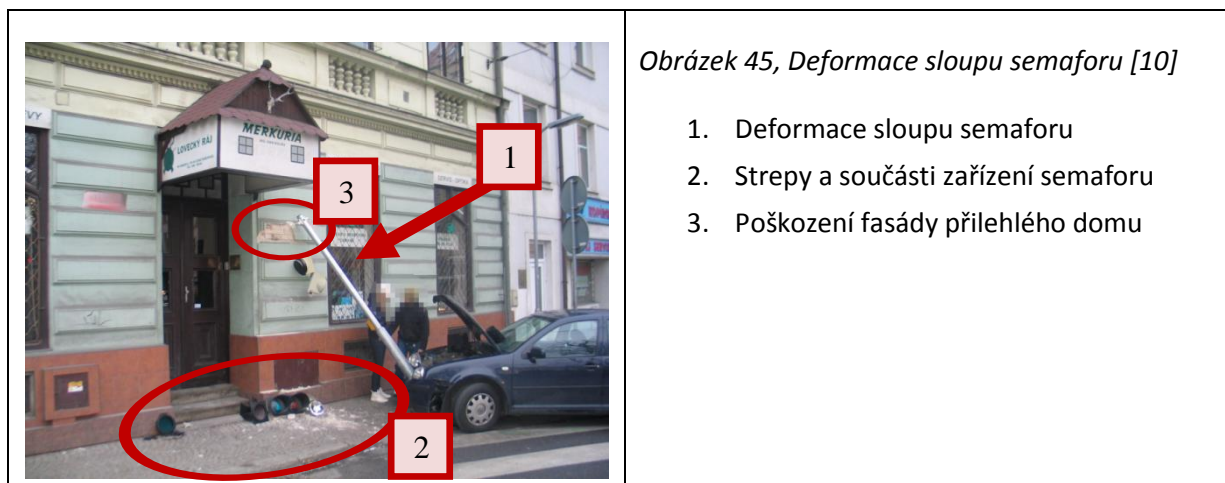 MERKURIA
LOVECKÝ RÁJ
3
1
2
Obrázek 45, Deformace sloupu semaforu [10]
1. Deformace sloupu semaforu
2. Strepy a součásti zařízení semaforu
3. Poškození fasády přilehlého domu